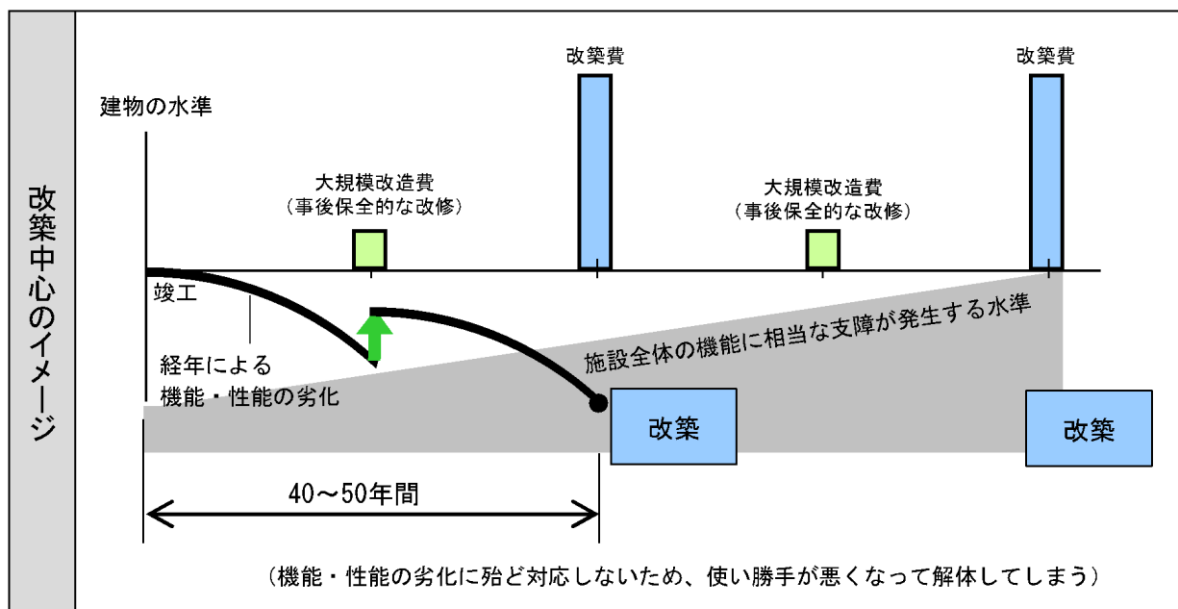 改築中心のイメージ
改築費
改築費
建物の水準
大規模改造費
（事後保全的な改修）
大規模改造費
（事後保全的な改修）
竣工
施設全体の機能に相当な支障が発生する水準
経年による
機能・性能の劣化
改築
改築
40～50年間
（機能・性能の劣化に殆ど対応しないため、使い勝手が悪くなって解体してしまう）